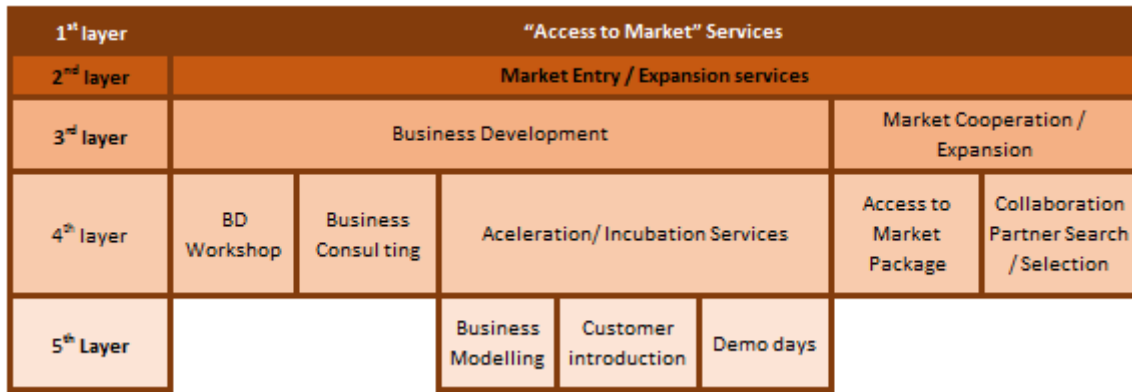 1st layer
"Access to Market" Services
2nd layer
Market Entry / Expansion services
3rd layer
Business Development
Market Cooperation /
Expansion
4th layer
BD
Workshop
Business
Consul ting
Aceleration/ Incubation Services
Access to
Market
Package
Collaboration
Partner Search
/ Selection
5th Layer
Business
Modelling
Customer
introduction
Demo days